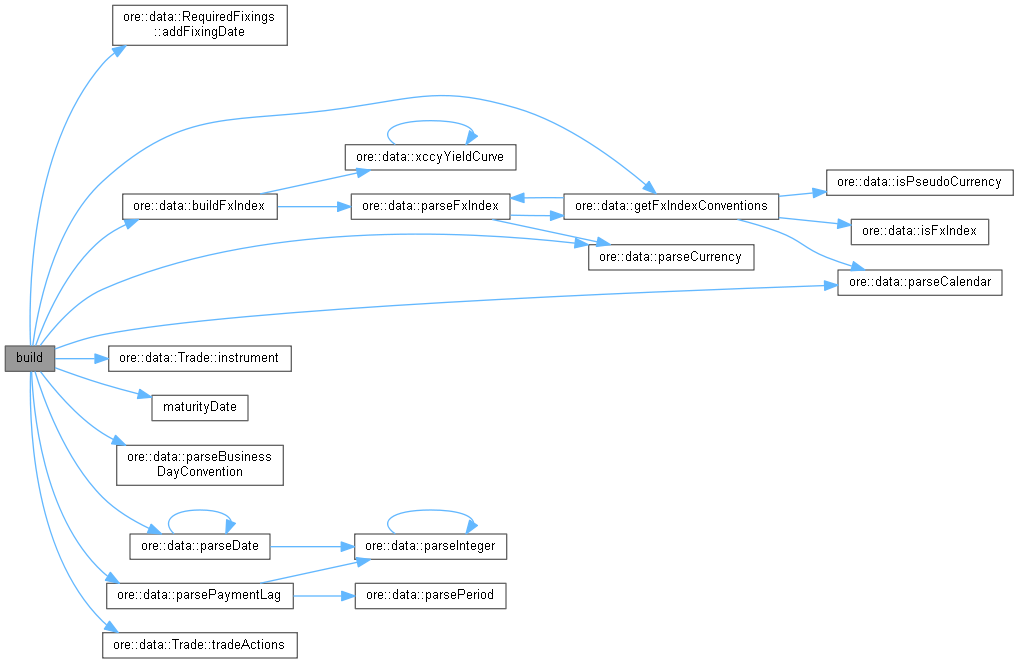 ore::data::RequiredFixings
::addFixingDate
ore::data::xccyYieldCurve
ore::data::isPseudoCurrency
ore::data::buildFxIndex
ore::data::parseFxIndex
ore::data::getFxIndexConventions
ore::data::isFxIndex
ore::data::parseCurrency
ore::data::parseCalendar
build
ore::data::Trade::instrument
maturityDate
ore::data::parseBusiness
DayConvention
ore::data::parseDate
ore::data::parseInteger
ore::data::parsePaymentLag
ore::data::parsePeriod
ore::data::Trade::tradeActions